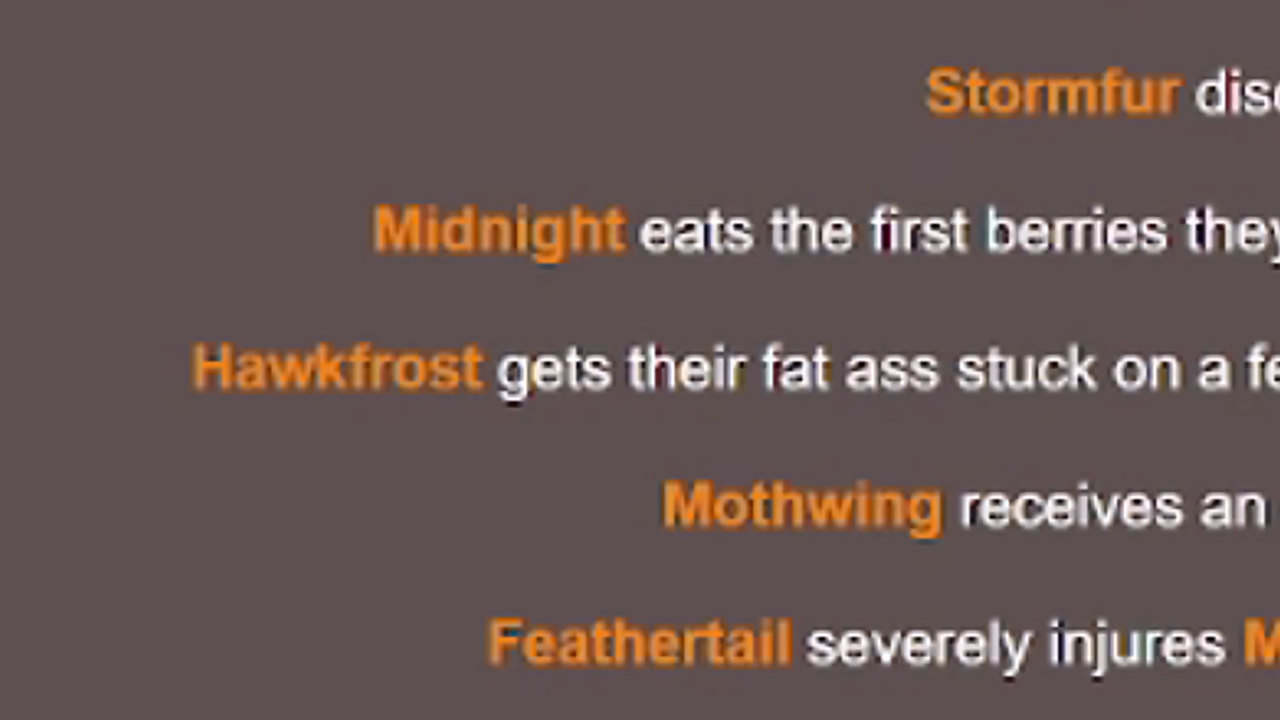 Stormfur
Midnight eats the first berries they
Hawkfrost gets their fat ass stuck on a
Mothwing receives an
Feathertail severely injures